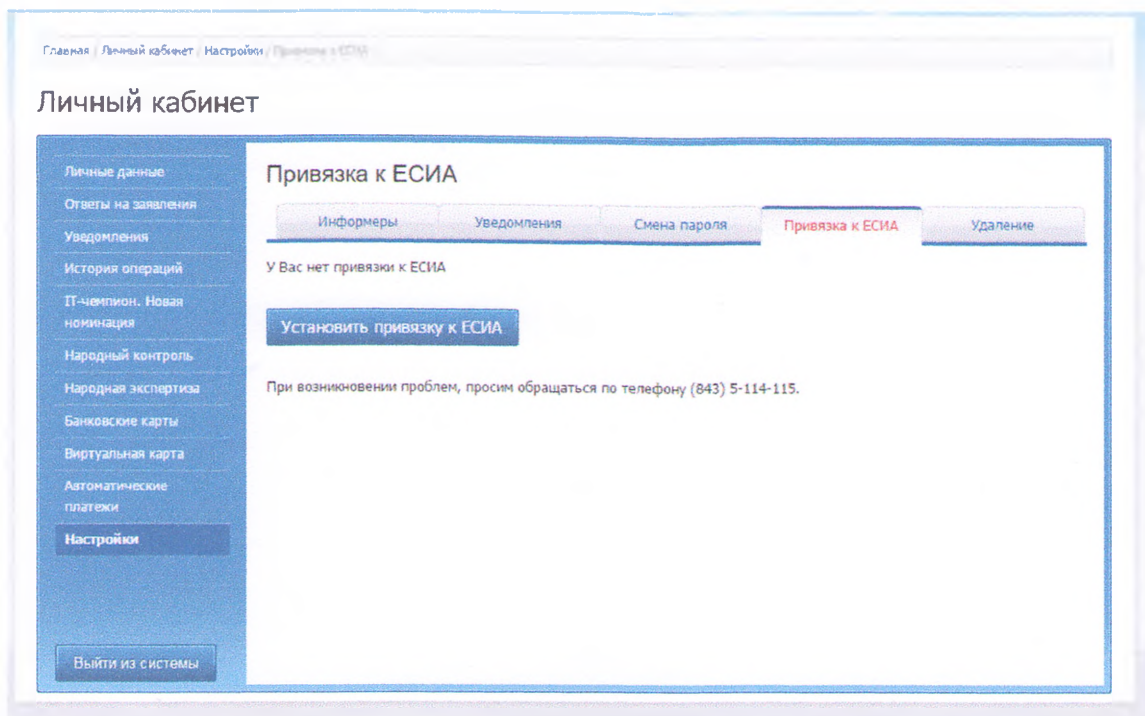 Главная / Личный кабинет / Настройки / Привязка к ЕСИА
Личный кабинет
Личные данные
Ответы на заявления
Уведомления
История операций
IT-чемпион. Новая
номинация
Народный контроль
Народная экспертиза
Банковские карты
Виртуальная карта
Автоматические
платежи
Настройки
Выйти из системы
Привязка к ЕСИА
Информеры
Уведомления
Смена пароля
Привязка к ЕСИА
Удаление
У Вас нет привязки к ЕСИА
Установить привязку к ЕСИА
При возникновении проблем, просим обращаться по телефону (843) 5-114-115.